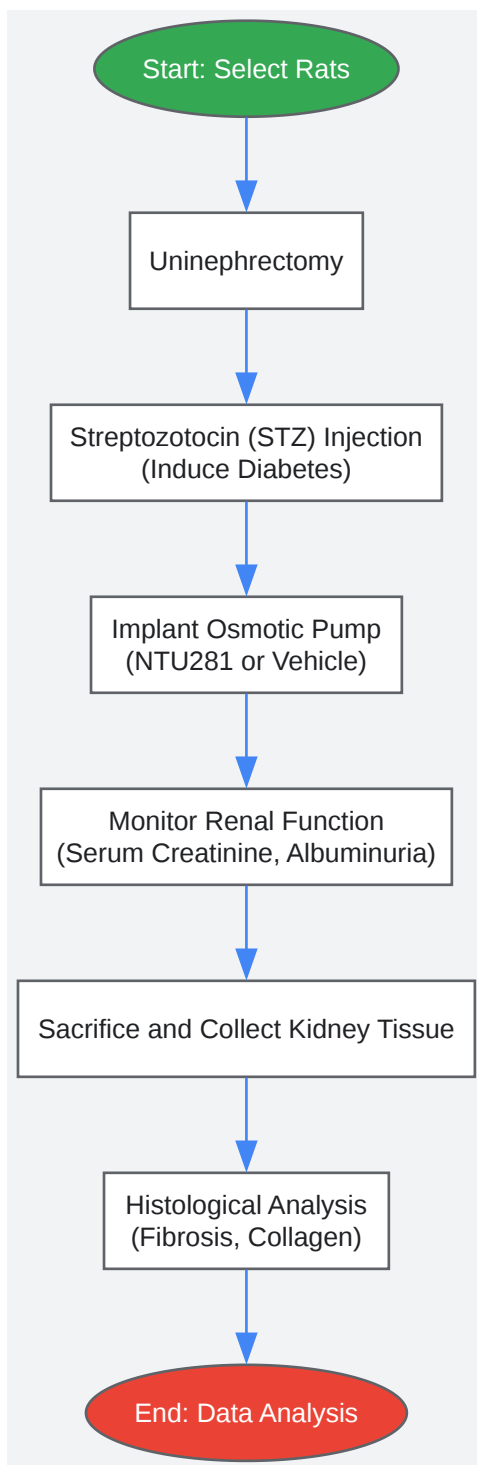 Start: Select Rats
Uninephrectomy
Streptozotocin (STZ) Injection
(Induce Diabetes)
Implant Osmotic Pump
(NTU281 or Vehicle)
Monitor Renal Function
(Serum Creatinine, Albuminuria)
Sacrifice and Collect Kidney Tissue
Histological Analysis
(Fibrosis, Collagen)
End: Data Analysis